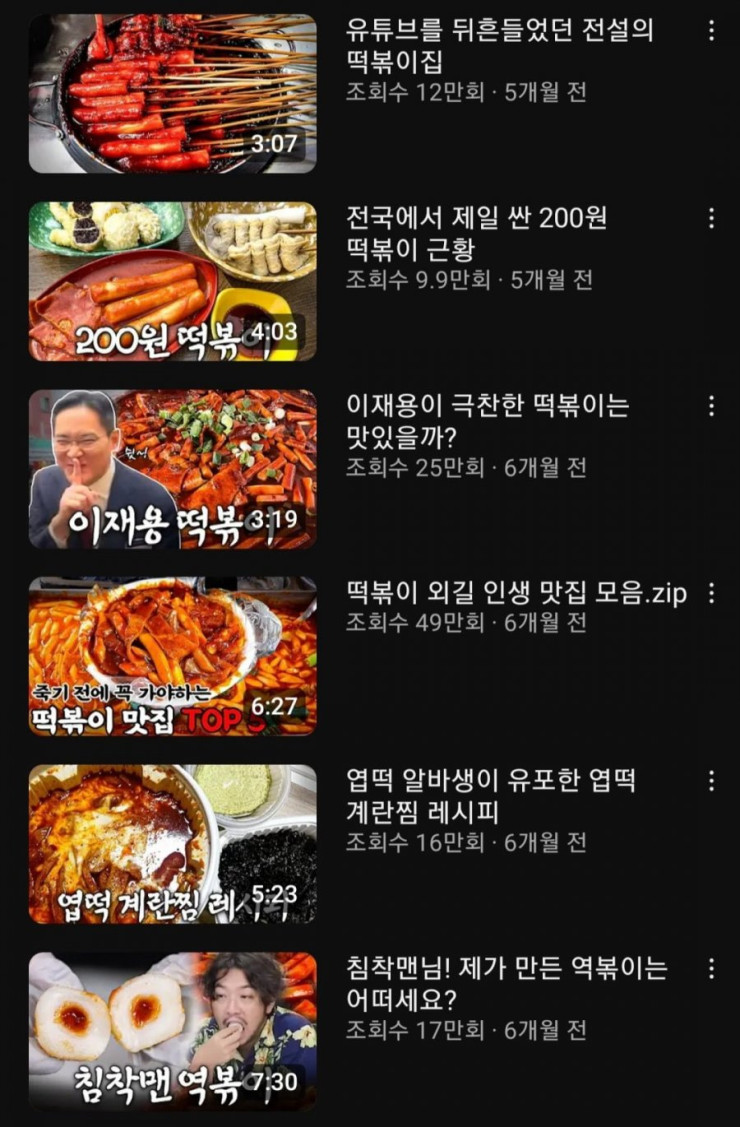 유튜브를 뒤흔들었던 전설의
떡볶이집
조회수 12만회 · 5개월 전
3:07
전국에서 제일 싼 200원
떡볶이 근황
조회수 9.9만회 · 5개월 전
200원 떡볶이
4:03
이재용이 극찬한 떡볶이는
맛있을까?
조회수 25만회 · 6개월 전
쉿~!
이재용 떡볶이
3:19
떡볶이 외길 인생 맛집 모음.zip
조회수 49만회 · 6개월 전
죽기 전에 꼭 가야하는
떡볶이 맛집 TOP 5
6:27
엽떡 알바생이 유포한 엽떡
계란찜 레시피
조회수 16만회 · 6개월 전
엽떡 계란찜 레시피
5:23
침착맨님! 제가 만든 역볶이는
어떠세요?
조회수 17만회 · 6개월 전
침착맨 역볶이
7:30